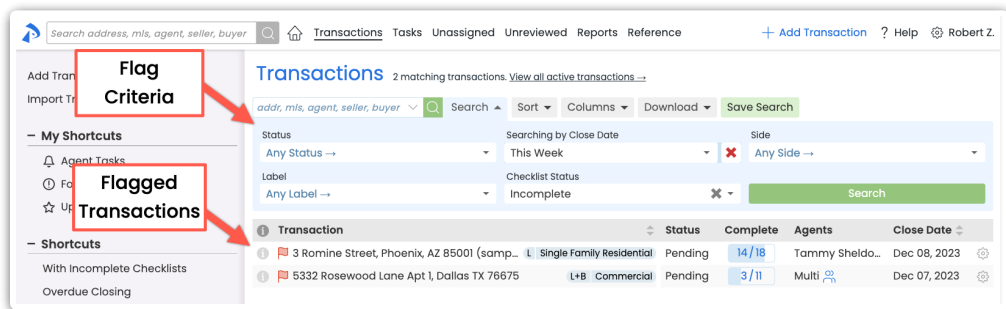 Search address, mls, agent, seller, buyer
Transactions Tasks Unassigned Unreviewed Reports Reference
+ Add Transaction ? Help Robert Z.
Add Tran
Import Tr
Flag
Criteria
Transactions 2 matching transactions. View all active transactions →
addr, mls, agent, seller, buyer Search Sort Columns Download Save Search
– My Shortcuts
Agent Tasks
Fo
Up
Flagged
Transactions
Status Searching by Close Date Side
Any Status → This Week Any Side →
Label Checklist Status
Any Label → Incomplete Search
– Shortcuts
With Incomplete Checklists
Overdue Closing
Transaction Status Complete Agents Close Date
3 Romine Street, Phoenix, AZ 85001 (samp... L Single Family Residential Pending 14/18 Tammy Sheldo... Dec 08, 2023
5332 Rosewood Lane Apt 1, Dallas TX 76675 L+B Commercial Pending 3/11 Multi Dec 07, 2023